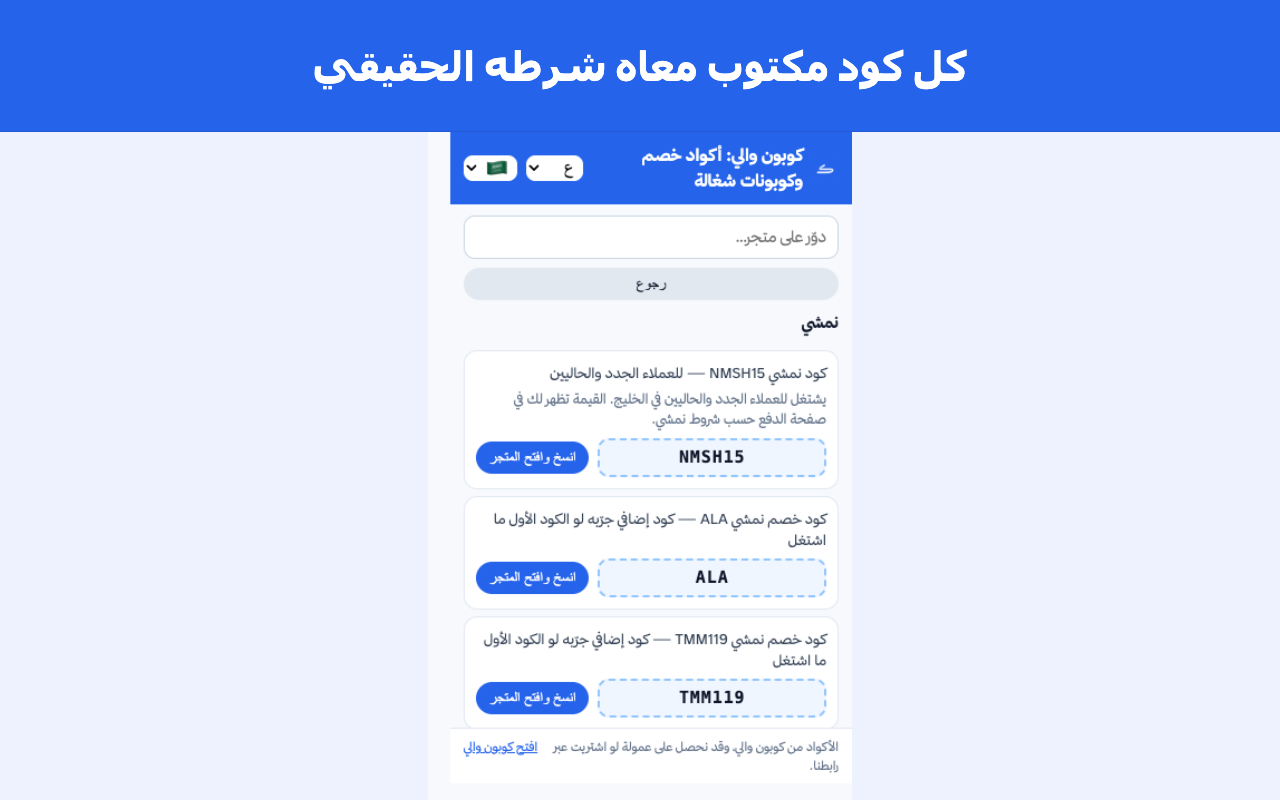 كل كود مكتوب معاه شرطه الحقيقي
كوبون والي: أكواد خصم
وكوبونات شغالة
ع
دوّر على متجر...
رجوع
نمشي
كود نمشي NMSH15 — للعملاء الجدد والحاليين
يشتغل للعملاء الجدد والحاليين في الخليج. القيمة تظهر لك في
صفحة الدفع حسب شروط نمشي.
NMSH15
انسخ وافتح المتجر
كود خصم نمشي ALA — كود إضافي جرّبه لو الكود الأول ما
اشتغل
ALA
انسخ وافتح المتجر
كود خصم نمشي TMM119 — كود إضافي جرّبه لو الكود الأول
ما اشتغل
TMM119
انسخ وافتح المتجر
الأكواد من كوبون والي. وقد نحصل على عمولة لو اشتريت عبر
رابطنا.
افتح كوبون والي